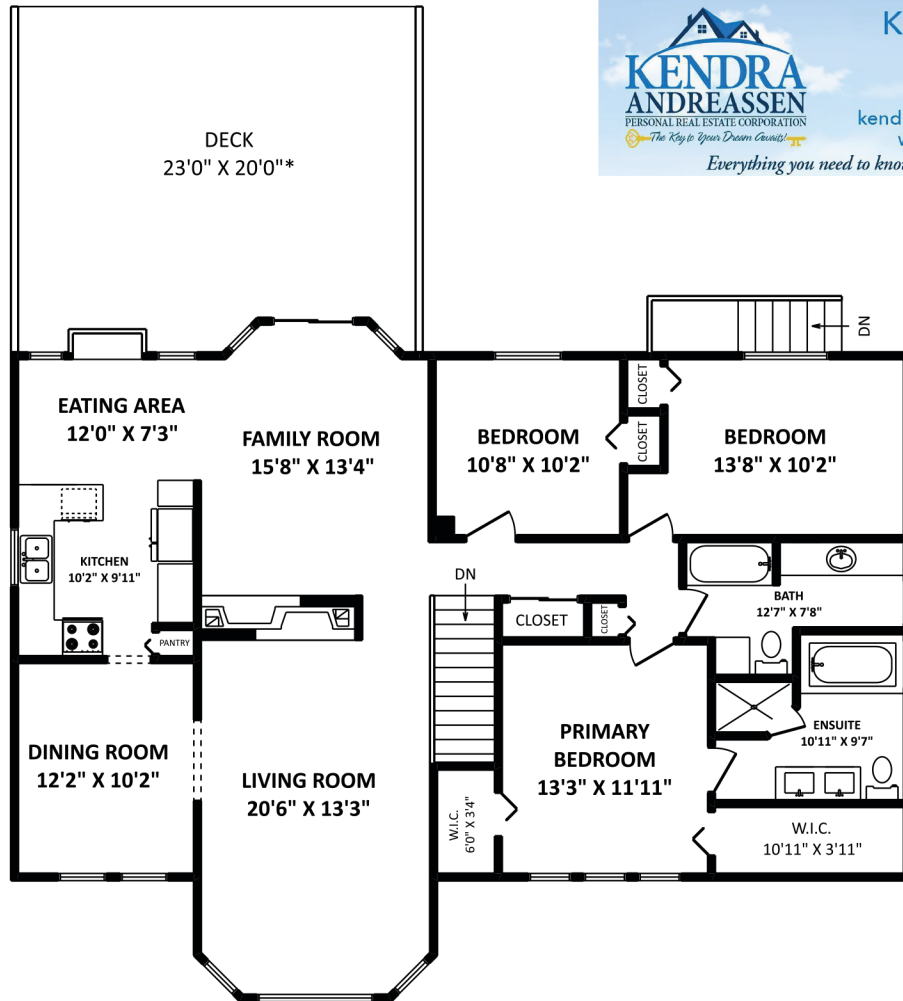 K
KENDRA
ANDREASSEN
PERSONAL REAL ESTATE CORPORATION
The Key to Your Dream Awaits!
kend
Everything you need to know
DECK
23'0" X 20'0"*
DN
EATING AREA
12'0" X 7'3"
FAMILY ROOM
15'8" X 13'4"
BEDROOM
10'8" X 10'2"
CLOSET
CLOSET
BEDROOM
13'8" X 10'2"
KITCHEN
10'2" X 9'11"
PANTRY
DN
CLOSET
CLOSET
BATH
12'7" X 7'8"
DINING ROOM
12'2" X 10'2"
LIVING ROOM
20'6" X 13'3"
PRIMARY
BEDROOM
13'3" X 11'11"
ENSUITE
10'11" X 9'7"
W.I.C.
6'0" X 3'4"
W.I.C.
10'11" X 3'11"